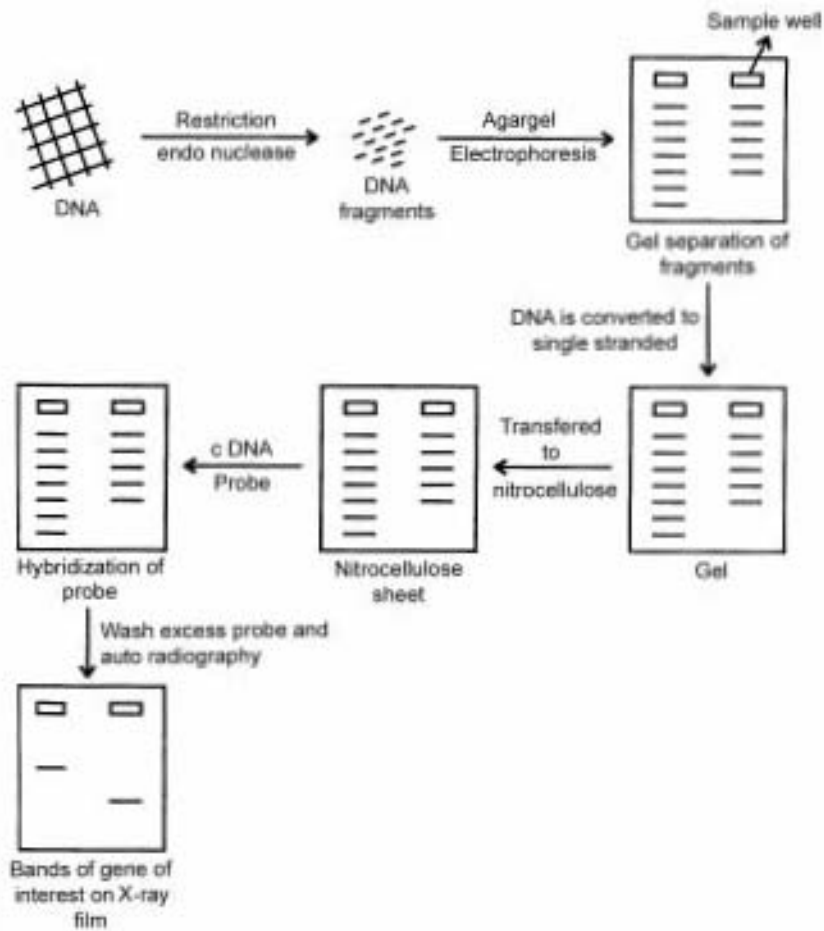 Sample well
Restriction
endo nuclease
DNA
DNA
fragments
Agargel
Electrophoresis
Gel separation of
fragments
DNA is converted to
single stranded
Gel
Transfered
to
nitrocellulose
Nitrocellulose
sheet
c DNA
Probe
Hybridization of
probe
Wash excess probe and
auto radiography
Bands of gene of
interest on X-ray
film